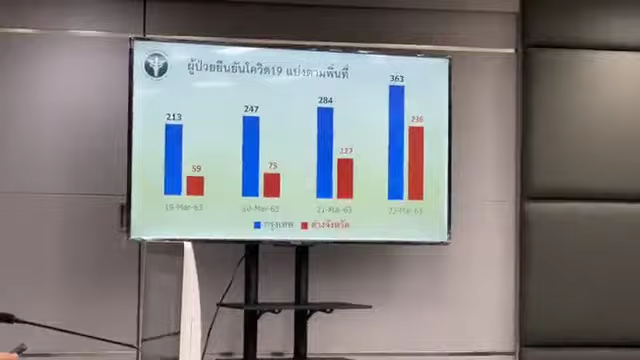 ผู้ป่วยยืนยันโควิด19 แบ่งตามพื้นที่
213 59 247 75 284 127 363 236
19-Mar-63 20-Mar-63 21-Mar-63 22-Mar-63
กรุงเทพ ต่างจังหวัด